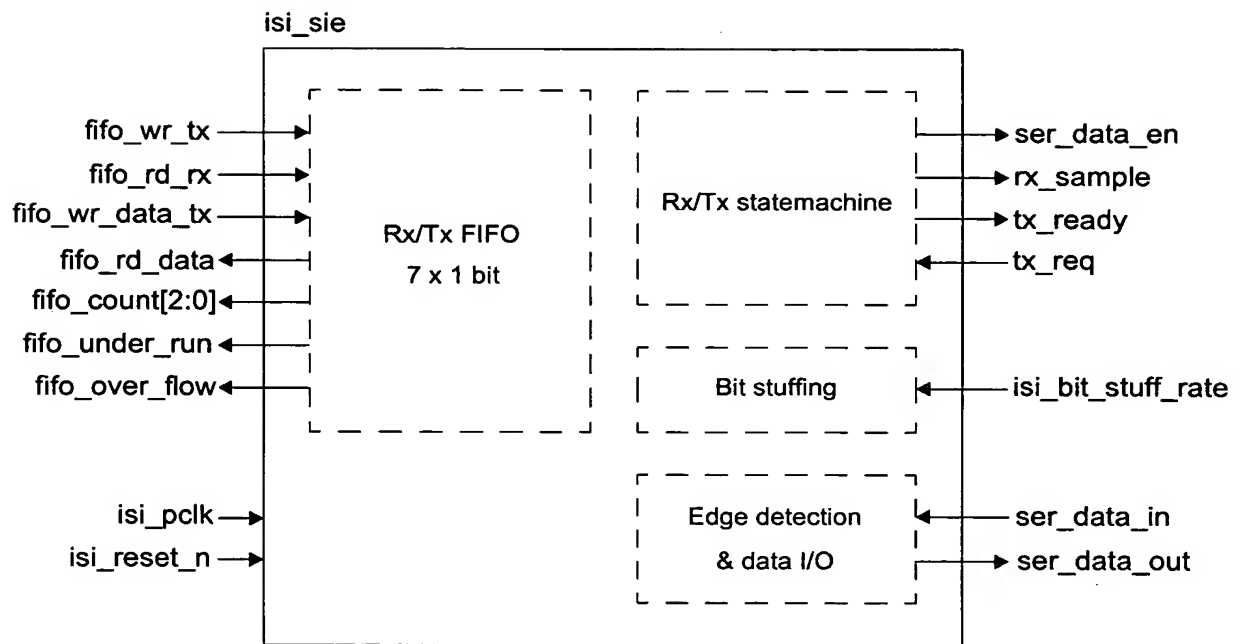 isi_sie
fifo_wr_tx
fifo_rd_rx
fifo_wr_data_tx
fifo_rd_data
fifo_count[2:0]
fifo_under_run
fifo_over_flow
isi_pclk
isi_reset_n
Rx/Tx FIFO
7 x 1 bit
Rx/Tx statemachine
Bit stuffing
Edge detection
& data I/O
ser_data_en
rx_sample
tx_ready
tx_req
isi_bit_stuff_rate
ser_data_in
ser_data_out